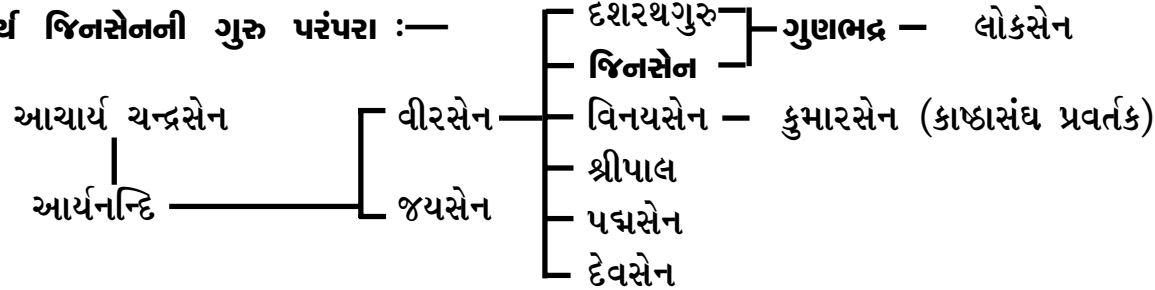 ર્ય જિનસેનની ગુરુ પરંપરા :—
દશરથગુરુ
ગુણભદ્ર — લોકસેન
જિનસેન
આચાર્ય ચન્દ્રસેન
વીરસેન
વિનયસેન — કુમારસેન (કાષ્ઠાસંઘ પ્રવર્તક)
શ્રીપાલ
આર્યનન્દિ
જયસેન
પદ્મસેન
દેવસેન